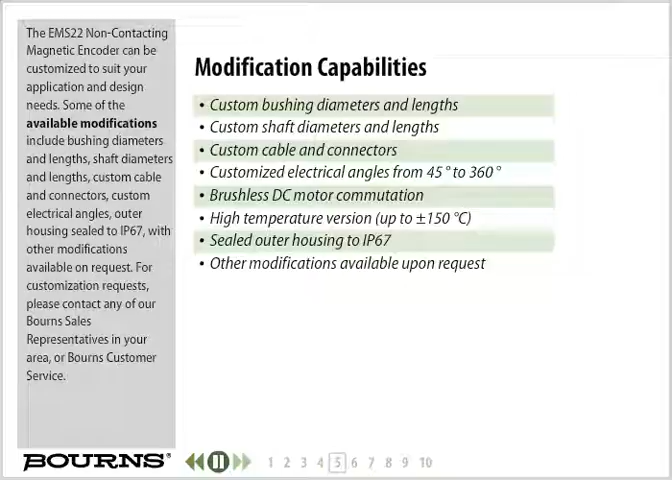 The EMS22 Non-Contacting
Magnetic Encoder can be
customized to suit your
application and design
needs. Some of the
available modifications
include bushing diameters
and lengths, shaft diameters
and lengths, custom cable
and connectors, custom
electrical angles, outer
housing sealed to IP67, with
other modifications
available on request. For
customization requests,
please contact any of our
Bourns Sales
Representatives in your
area, or Bourns Customer
Service.
Modification Capabilities
• Custom bushing diameters and lengths
• Custom shaft diameters and lengths
• Custom cable and connectors
• Customized electrical angles from 45 ° to 360 °
• Brushless DC motor commutation
• High temperature version (up to ±150 °C)
• Sealed outer housing to IP67
• Other modifications available upon request
BOURNS®
1 2 3 4 5 6 7 8 9 10